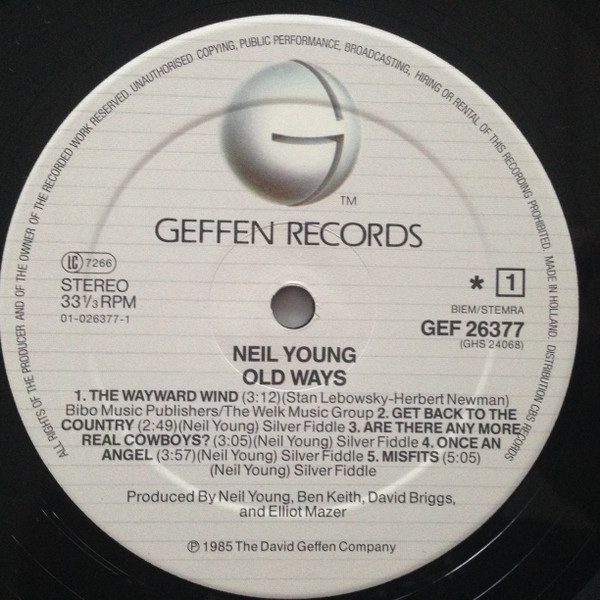 ALL RIGHTS OF THE PRODUCER AND OF THE OWNER OF THE RECORDED WORK RESERVED. UNAUTHORISED COPYING, PUBLIC PERFORMANCE, BROADCASTING, HIRING OR RENTAL OF THIS RECORDING PROHIBITED. MADE IN HOLLAND. DISTRIBUTION CBS RECORDS
G
TM
GEFFEN RECORDS
LC 7266
STEREO
33⅓ RPM
01-026377-1
* 1
BIEM/STEMRA
GEF 26377
(GHS 24068)
NEIL YOUNG
OLD WAYS
1. THE WAYWARD WIND (3:12)(Stan Lebowsky-Herbert Newman)
Bibo Music Publishers/The Welk Music Group 2. GET BACK TO THE
COUNTRY (2:49)(Neil Young) Silver Fiddle 3. ARE THERE ANY MORE
REAL COWBOYS? (3:05)(Neil Young) Silver Fiddle 4. ONCE AN
ANGEL (3:57)(Neil Young) Silver Fiddle 5. MISFITS (5:05)
(Neil Young) Silver Fiddle
Produced By Neil Young, Ben Keith, David Briggs,
and Elliot Mazer
℗ 1985 The David Geffen Company